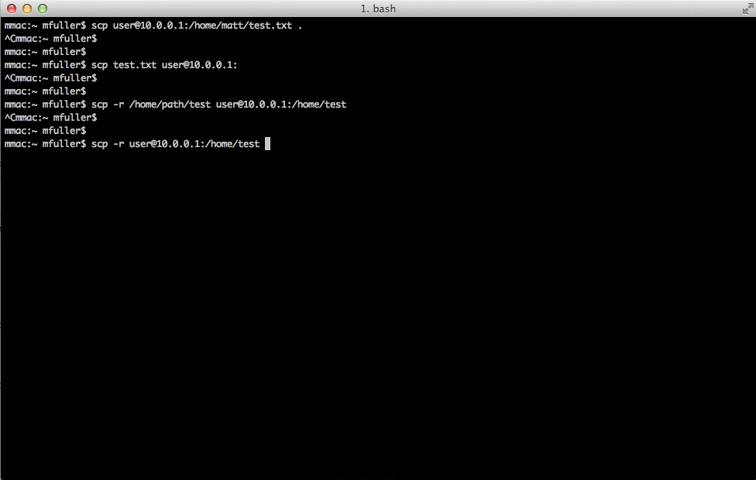 1. bash
mmac:~ mfuller$ scp user@10.0.0.1:/home/matt/test.txt .
^Cmmac:~ mfuller$
mmac:~ mfuller$
mmac:~ mfuller$ scp test.txt user@10.0.0.1:
^Cmmac:~ mfuller$
mmac:~ mfuller$
mmac:~ mfuller$ scp -r /home/path/test user@10.0.0.1:/home/test
^Cmmac:~ mfuller$
mmac:~ mfuller$
mmac:~ mfuller$ scp -r user@10.0.0.1:/home/test